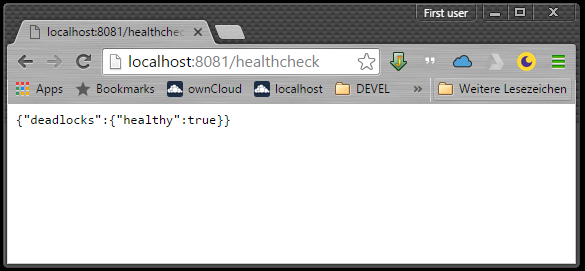 First user
localhost:8081/healthcheck
localhost:8081/healthcheck
Apps Bookmarks ownCloud localhost DEVEL » Weitere Lesezeichen
{"deadlocks":{"healthy":true}}